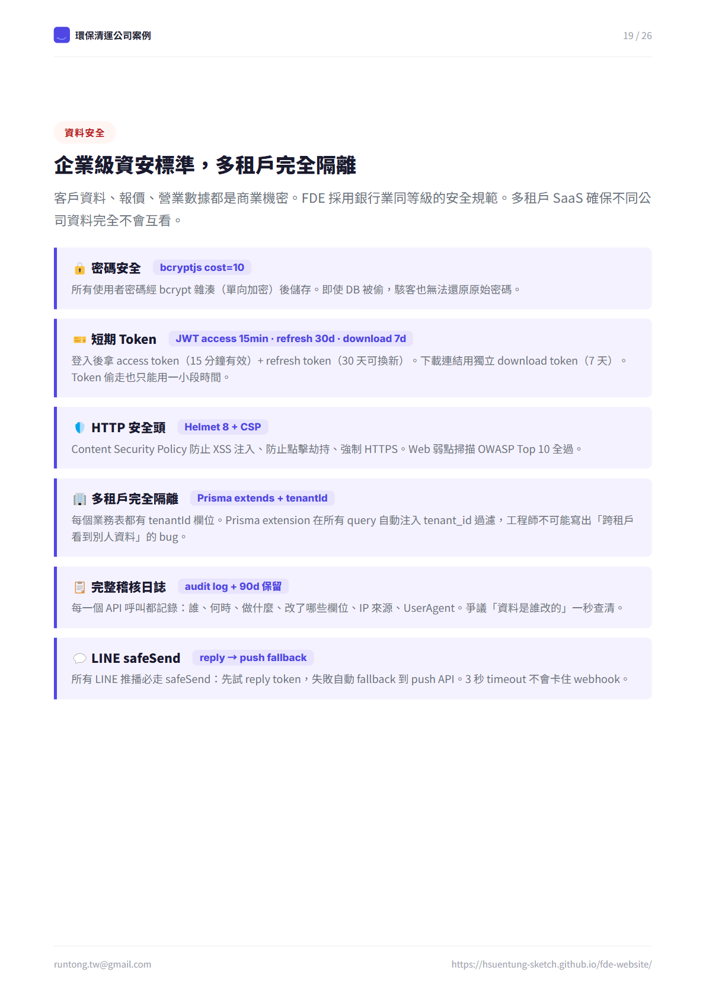 環保清運公司案例
19 / 26
資料安全
企業級資安標準，多租戶完全隔離
客戶資料、報價、營業數據都是商業機密。FDE 採用銀行業同等級的安全規範。多租戶 SaaS 確保不同公
司資料完全不會互看。
🔒 密碼安全 bcryptjs cost=10
所有使用者密碼經 bcrypt 雜湊（單向加密）後儲存。即使 DB 被偷，駭客也無法還原原始密碼。
🎫 短期 Token JWT access 15min · refresh 30d · download 7d
登入後拿 access token（15 分鐘有效）+ refresh token（30 天可換新）。下載連結用獨立 download token（7 天）。
Token 偷走也只能用一小段時間。
🛡️ HTTP 安全頭 Helmet 8 + CSP
Content Security Policy 防止 XSS 注入、防止點擊劫持、強制 HTTPS。Web 弱點掃描 OWASP Top 10 全過。
🏢 多租戶完全隔離 Prisma extends + tenantId
每個業務表都有 tenantId 欄位。Prisma extension 在所有 query 自動注入 tenant_id 過濾，工程師不可能寫出「跨租戶
看到別人資料」的 bug。
📋 完整稽核日誌 audit log + 90d 保留
每一個 API 呼叫都記錄：誰、何時、做什麼、改了哪些欄位、IP 來源、UserAgent。爭議「資料是誰改的」一秒查清。
💬 LINE safeSend reply → push fallback
所有 LINE 推播必走 safeSend：先試 reply token，失敗自動 fallback 到 push API。3 秒 timeout 不會卡住 webhook。
runtong.tw@gmail.com
https://hsuentung-sketch.github.io/fde-website/